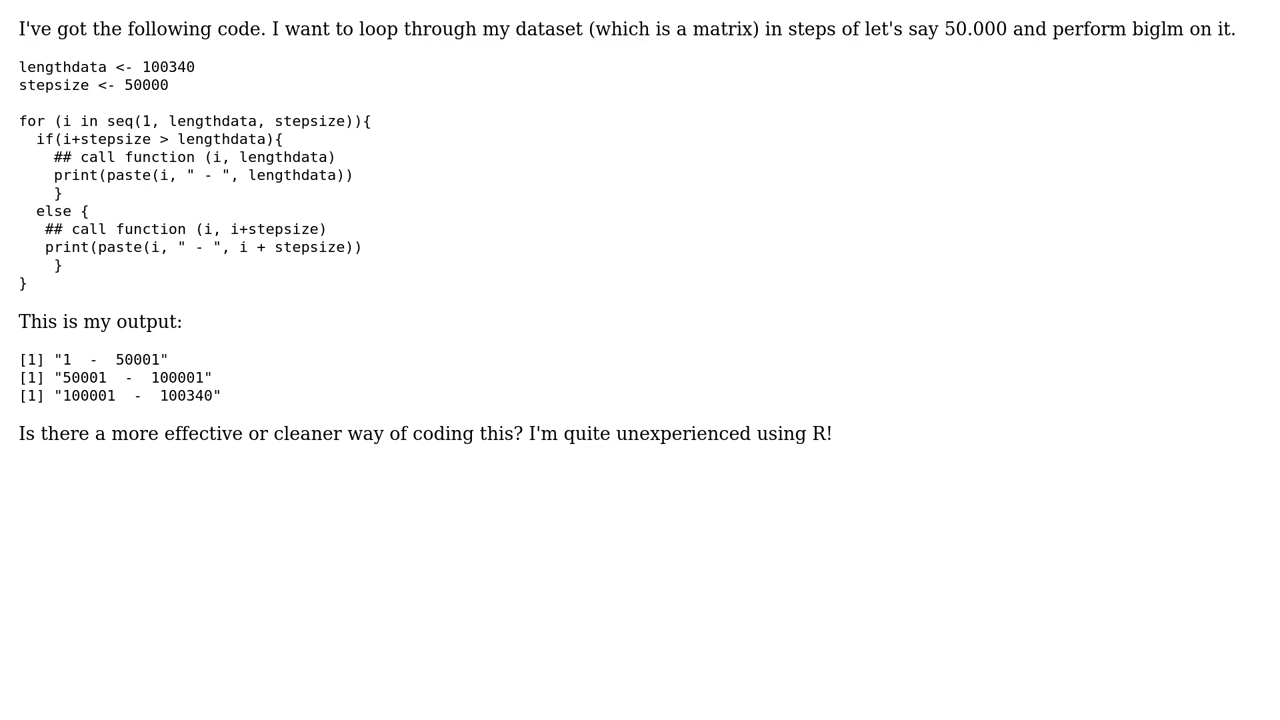 I've got the following code. I want to loop through my dataset (which is a matrix) in steps of let's say 50.000 and perform biglm on it.
lengthdata <- 100340
stepsize <- 50000
for (i in seq(1, lengthdata, stepsize)){
  if(i+stepsize > lengthdata){
    ## call function (i, lengthdata)
    print(paste(i, " - ", lengthdata))
    }
  else {
   ## call function (i, i+stepsize)
   print(paste(i, " - ", i + stepsize))
    }
}
This is my output:
[1] "1  -  50001"
[1] "50001  -  100001"
[1] "100001  -  100340"
Is there a more effective or cleaner way of coding this? I'm quite unexperienced using R!